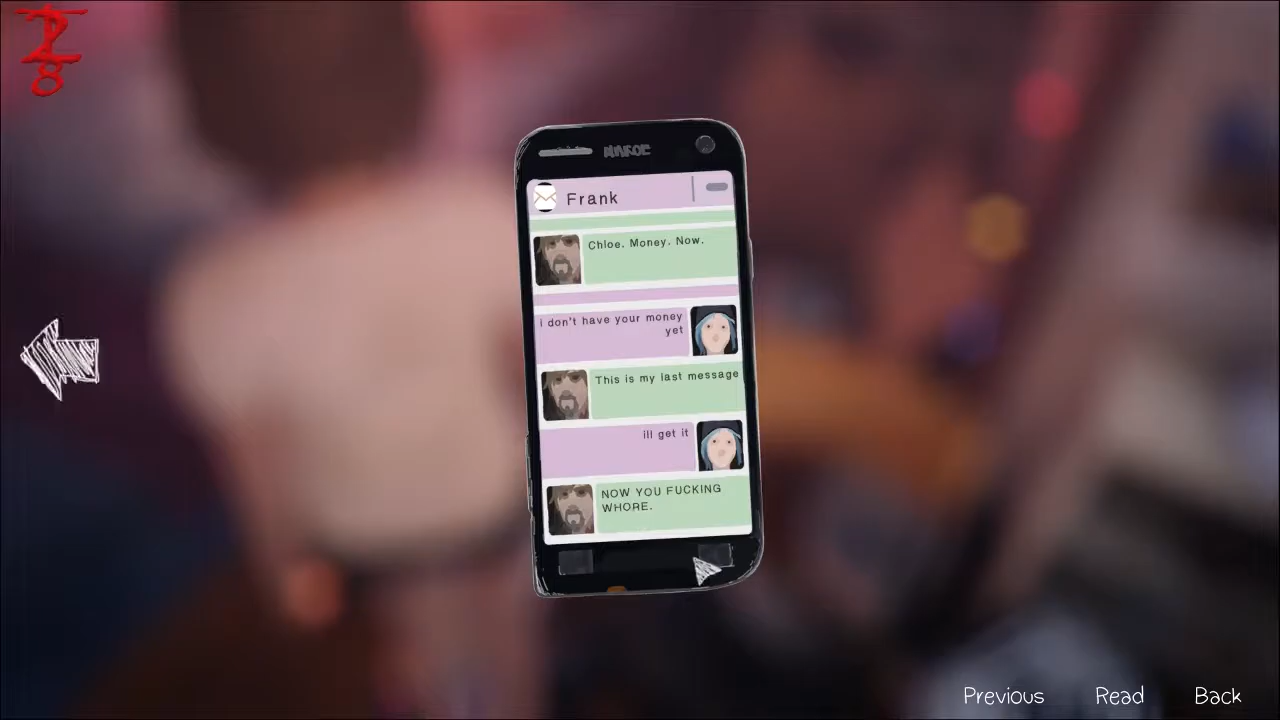 Frank
Chloe. Money. Now.
i don't have your money
yet
This is my last message
ill get it
NOW YOU FUCKING
WHORE.
Previous
Read
Back